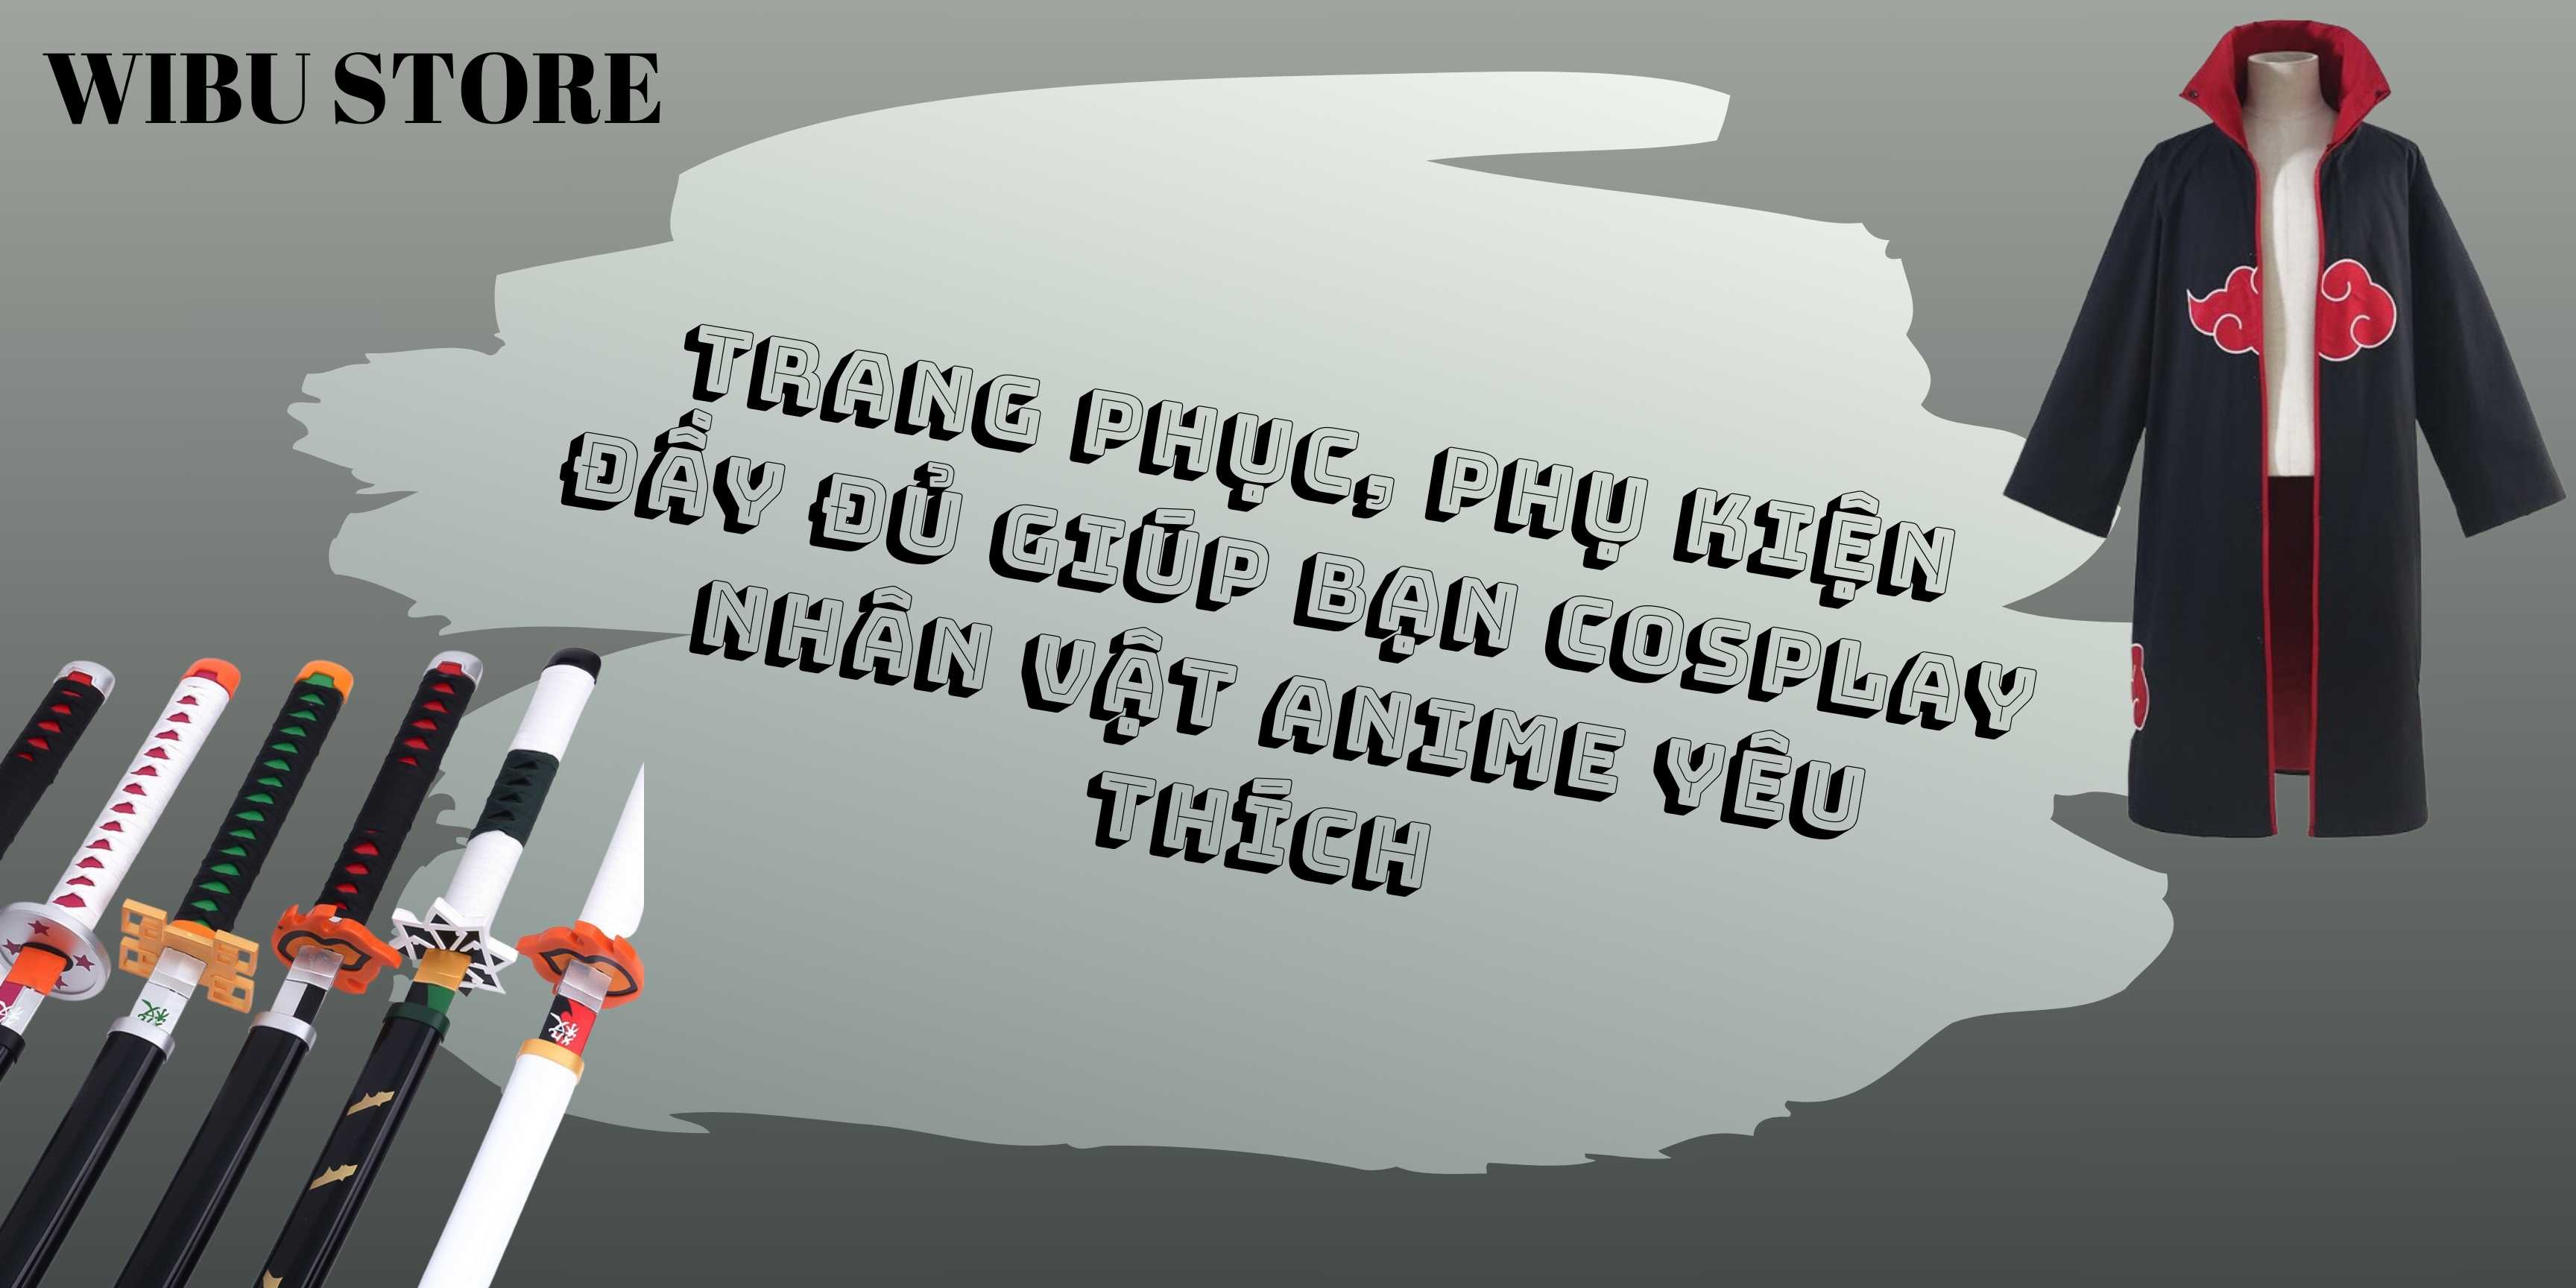 WIBU STORE
TRANG PHỤC, PHỤ KIỆN
ĐẦY ĐỦ GIÚP BẠN COSPLAY
NHÂN VẬT ANIME YÊU
THÍCH